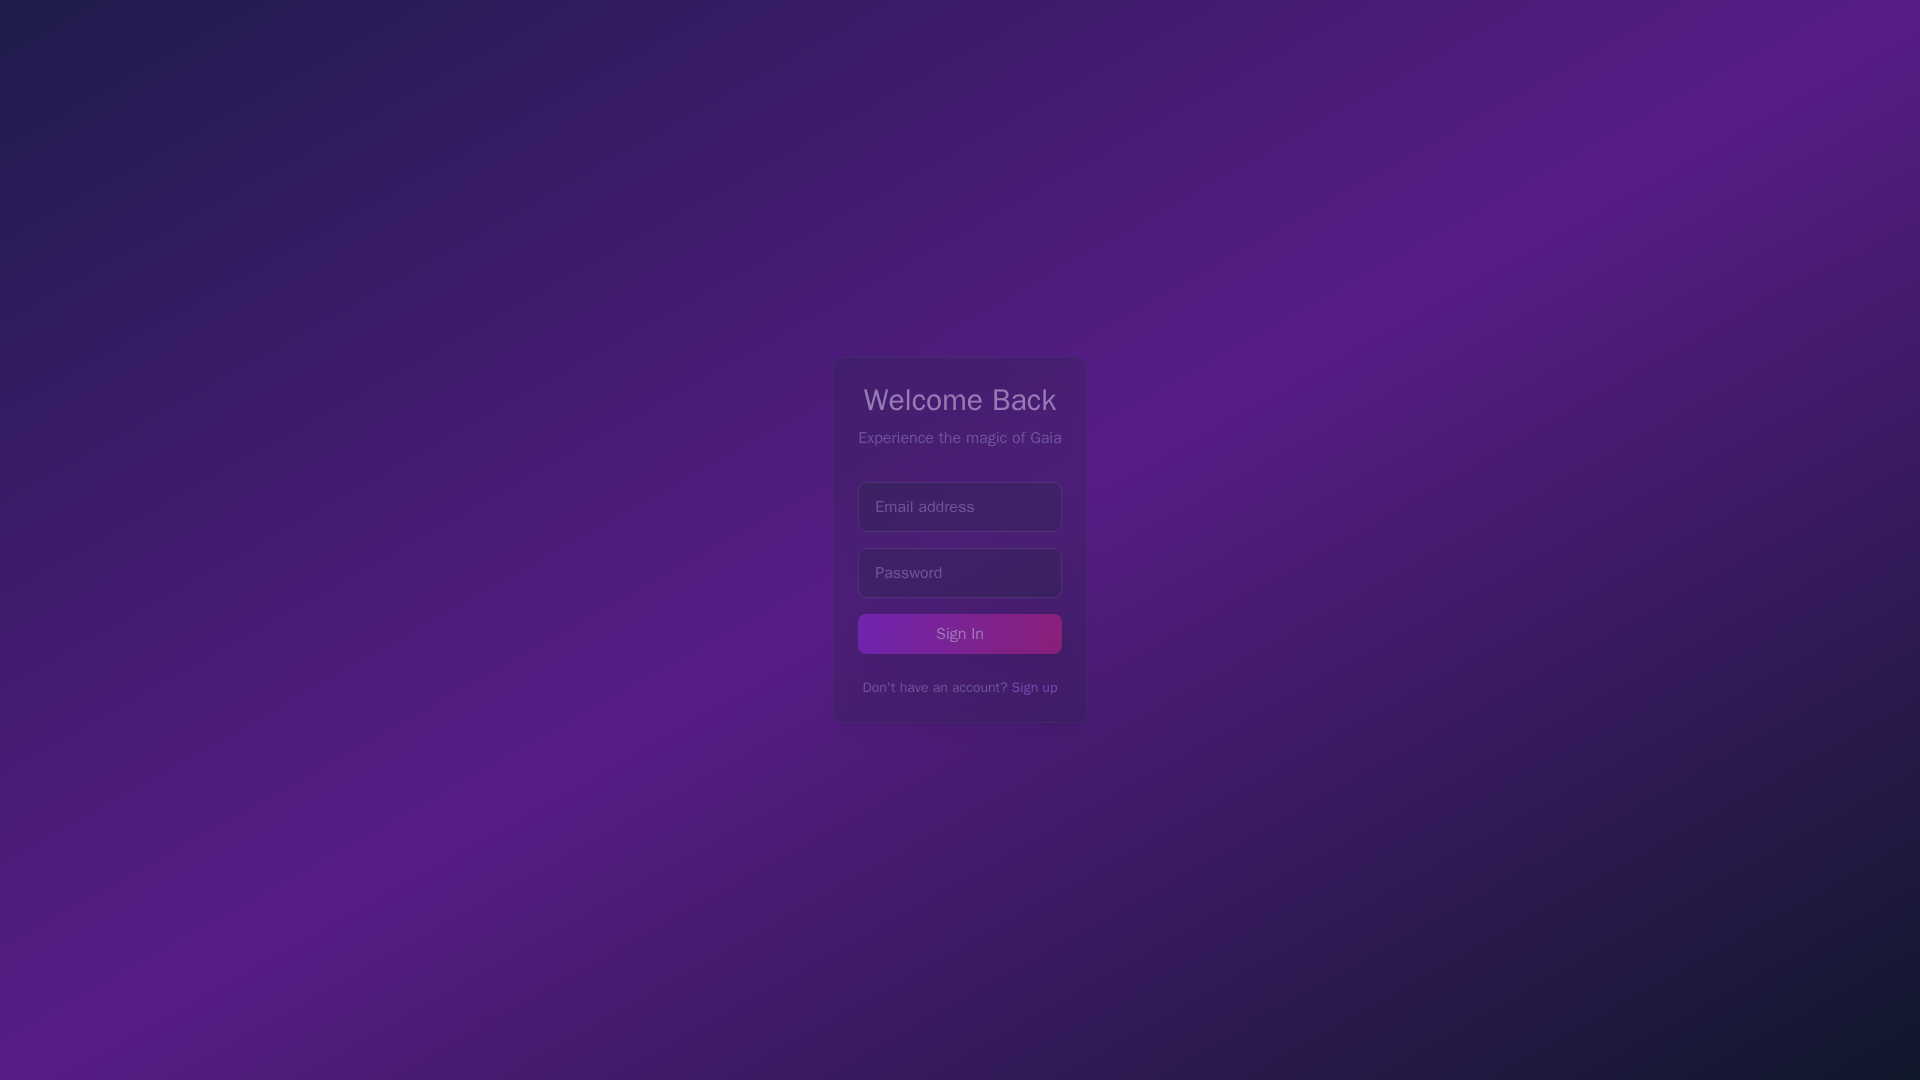 Welcome Back
Experience the magic of Gaia
Email address
Password
Sign In
Don't have an account? Sign up